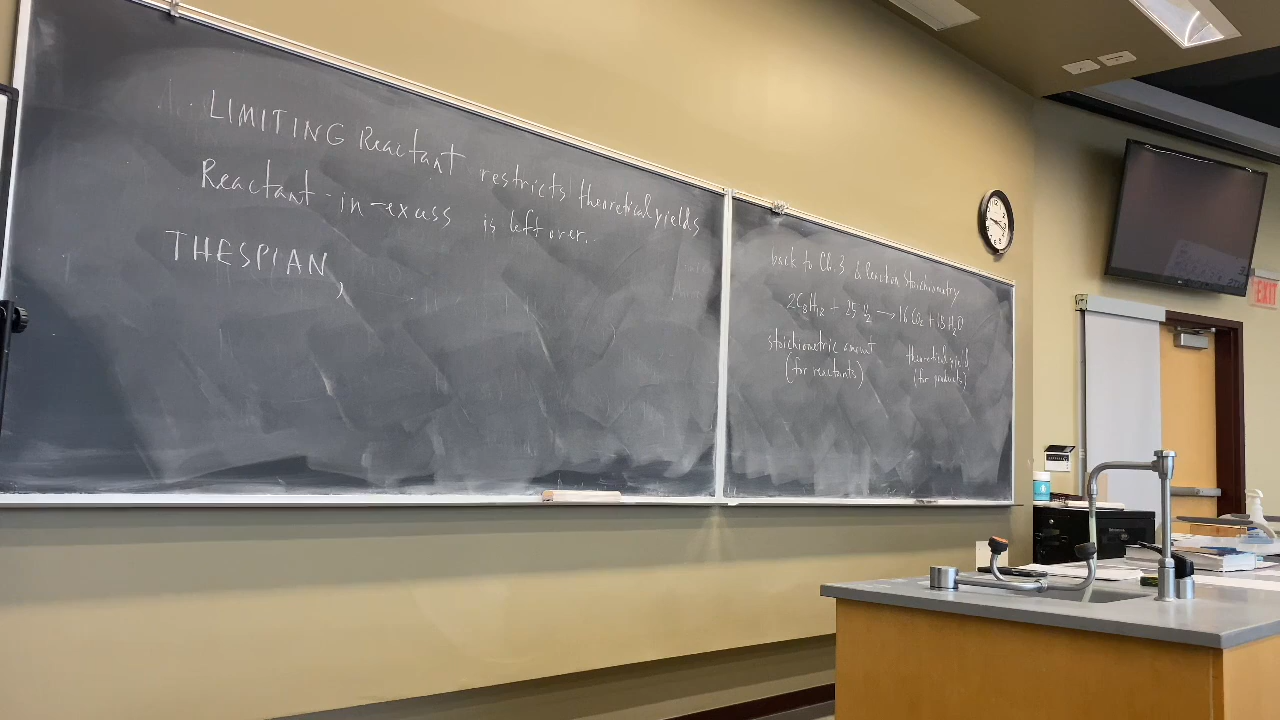 LIMITING Reactant restricts theoretical yields
Reactant-in-excess is left over.
THESPIAN,
back to Ch. 3 & Reaction Stoichiometry
2C₈H₁₈ + 25 → 16 CO₂ + 18 H₂O
stoichiometric amount
(for reactants)
theoretical yield
(for products)
EXIT